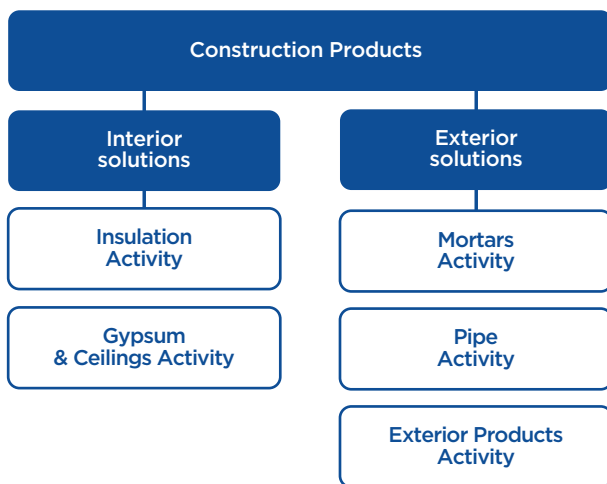 Construction Products
Interior
solutions
Insulation
Activity
Gypsum
& Ceilings Activity
Exterior
solutions
Mortars
Activity
Pipe
Activity
Exterior Products
Activity